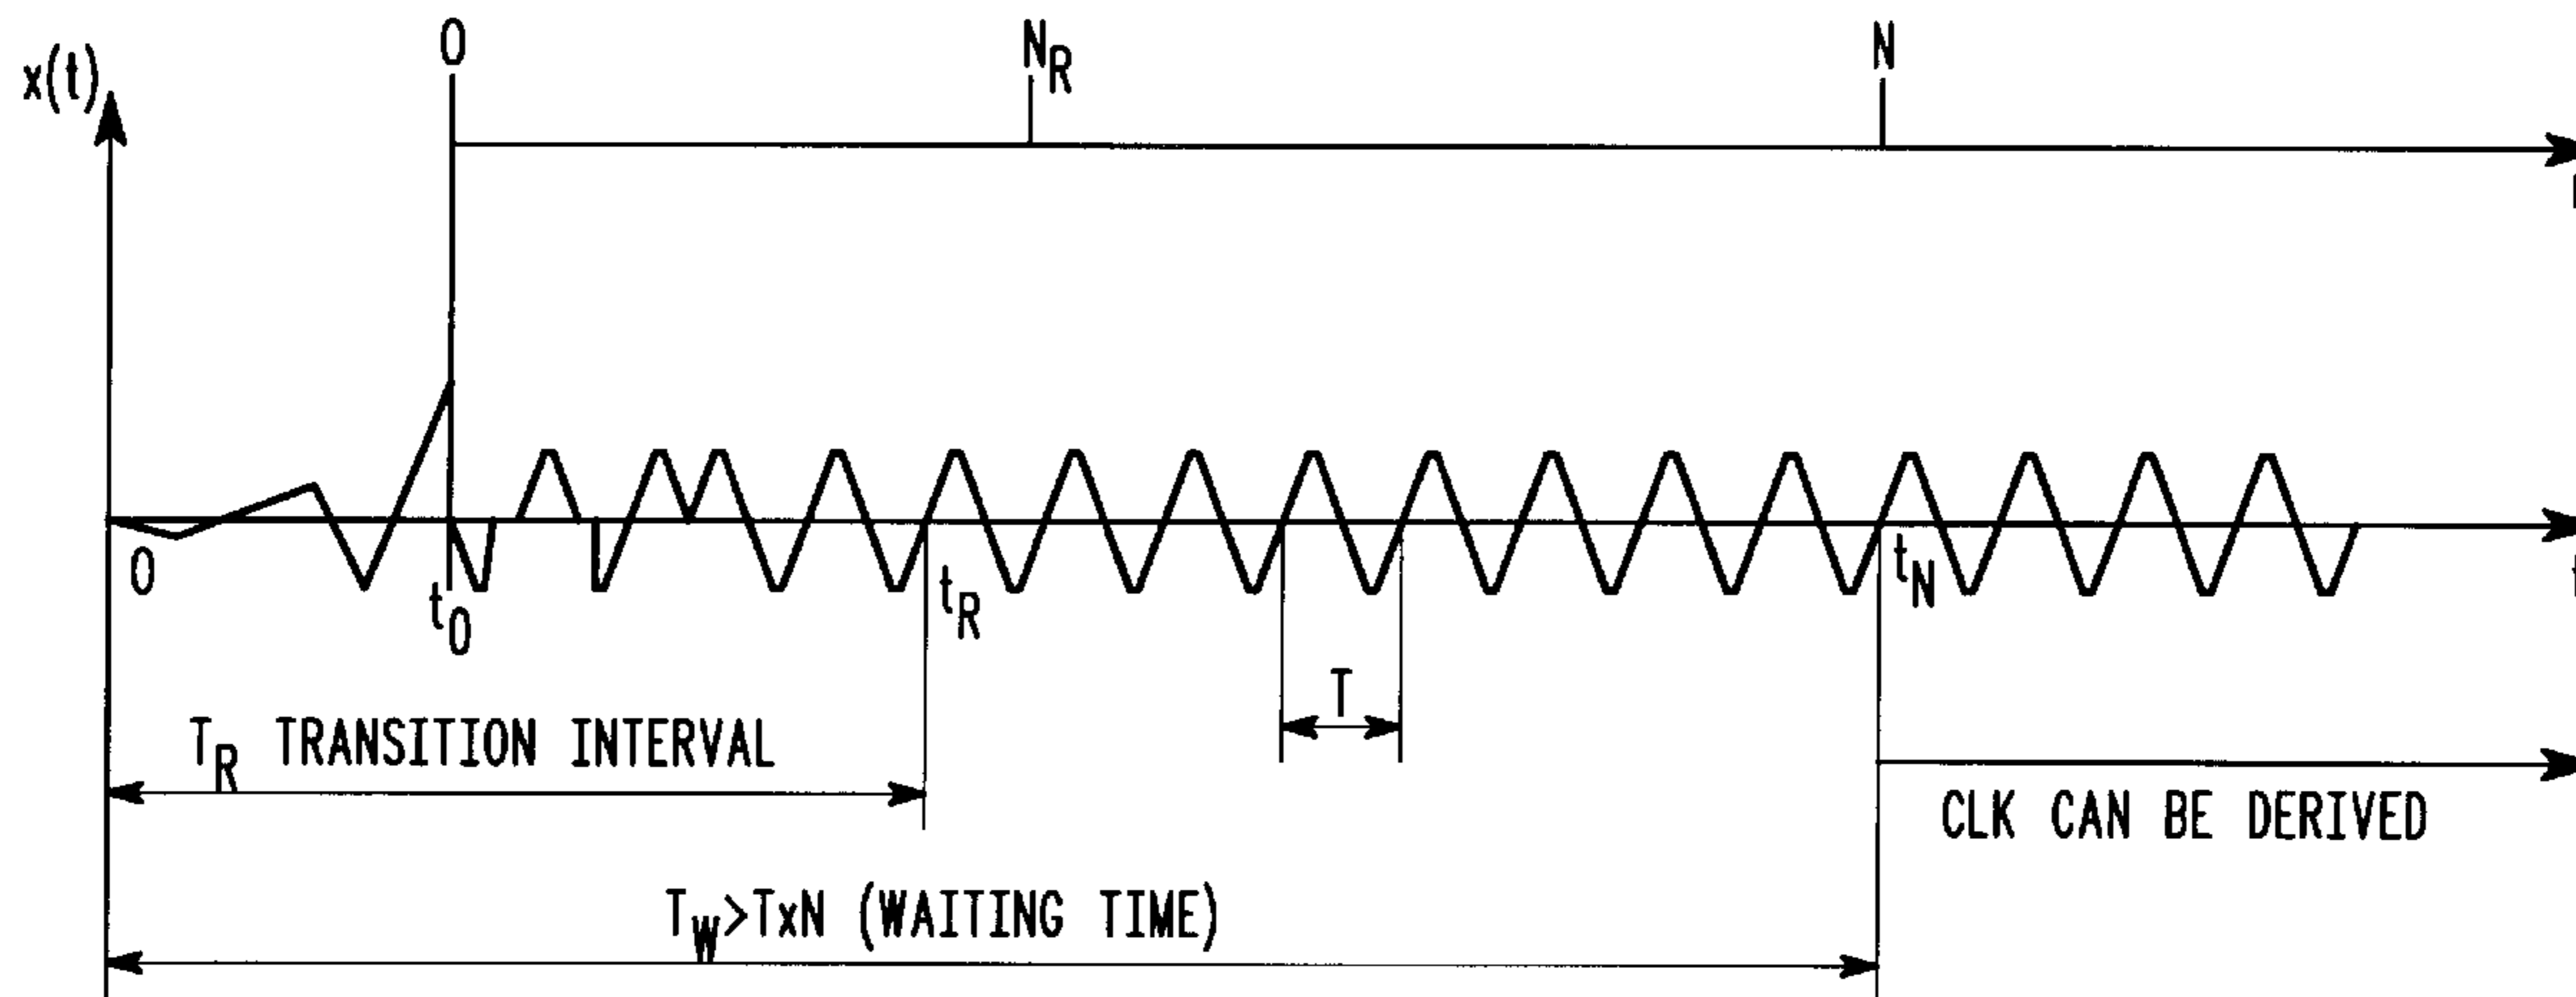 0
N_R
N
x(t)
0
t_0
t_R
t_N
T
T_R TRANSITION INTERVAL
CLK CAN BE DERIVED
T_W>TxN (WAITING TIME)